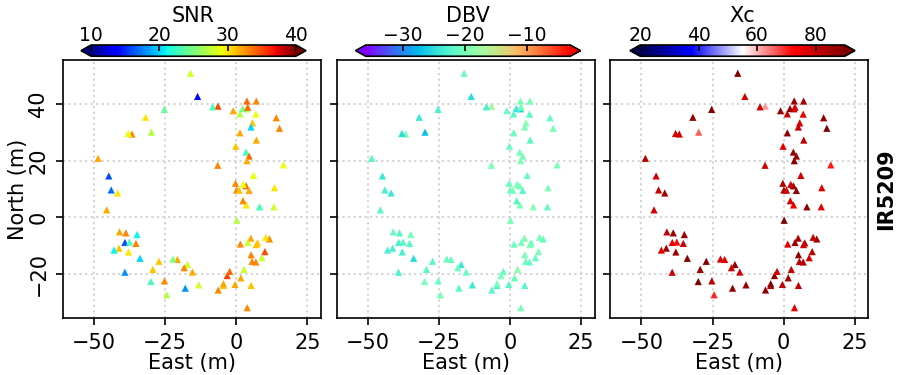 SNR DBV Xc
10 20 30 40 −30 −20 −10 20 40 60 80
North (m)
40
20
0
−20
−50 −25 0 25 −50 −25 0 25 −50 −25 0 25
East (m) East (m) East (m)
IR5209